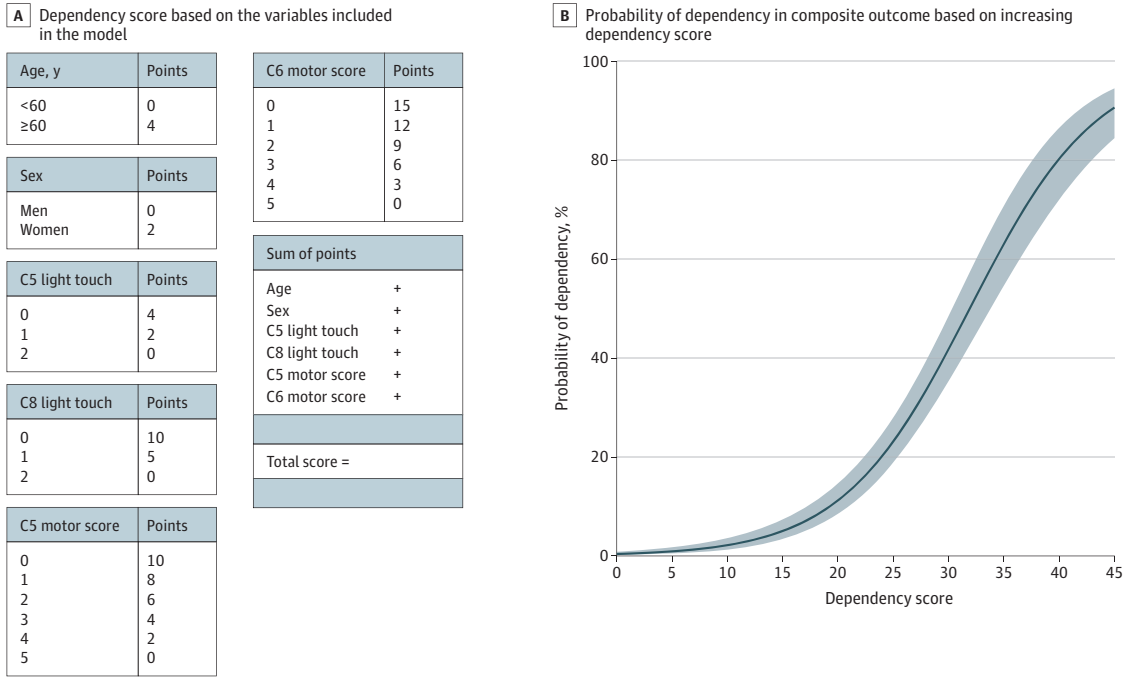 A Dependency score based on the variables included
in the model
Age, y Points
<60 0
≥60 4
Sex Points
Men 0
Women 2
C5 light touch Points
0 4
1 2
2 0
C8 light touch Points
0 10
1 5
2 0
C5 motor score Points
0 10
1 8
2 6
3 4
4 2
5 0
C6 motor score Points
0 15
1 12
2 9
3 6
4 3
5 0
Sum of points
Age +
Sex +
C5 light touch +
C8 light touch +
C5 motor score +
C6 motor score +
Total score =
B Probability of dependency in composite outcome based on increasing
dependency score
Probability of dependency, %
100
80
60
40
20
0
0 5 10 15 20 25 30 35 40 45
Dependency score